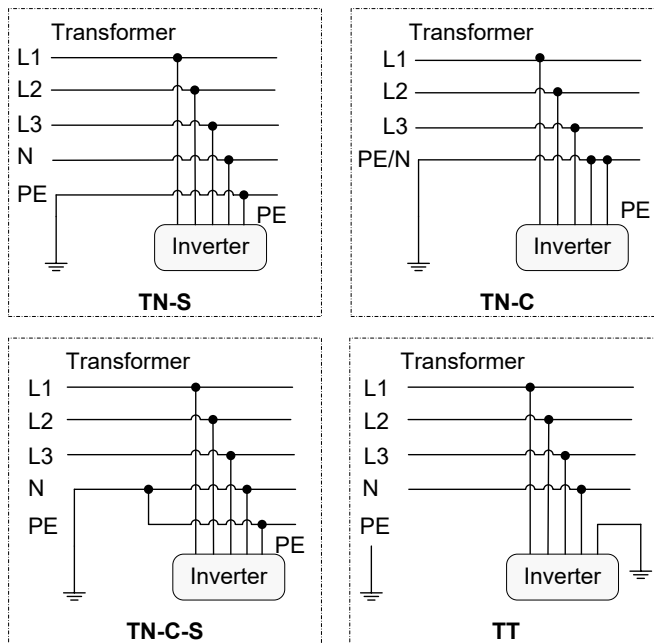 Transformer
L1
L2
L3
N
PE
PE
Inverter
TN-S
Transformer
L1
L2
L3
PE/N
PE
Inverter
TN-C
Transformer
L1
L2
L3
N
PE
PE
Inverter
TN-C-S
Transformer
L1
L2
L3
N
PE
Inverter
TT